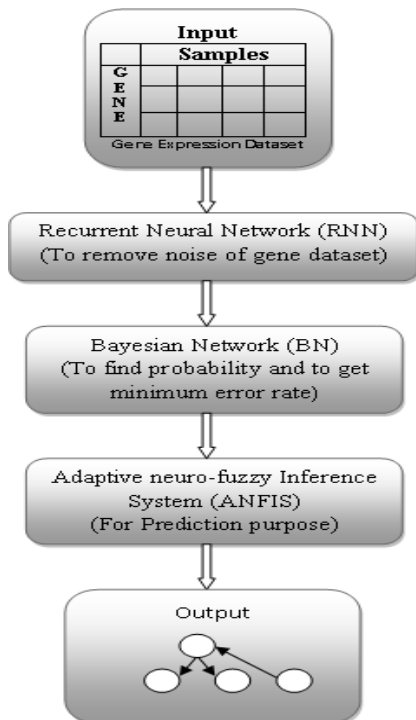 Input
Samples
G
E
N
E
Gene Expression Dataset
Recurrent Neural Network (RNN)
(To remove noise of gene dataset)
Bayesian Network (BN)
(To find probability and to get
minimum error rate)
Adaptive neuro-fuzzy Inference
System (ANFIS)
(For Prediction purpose)
Output